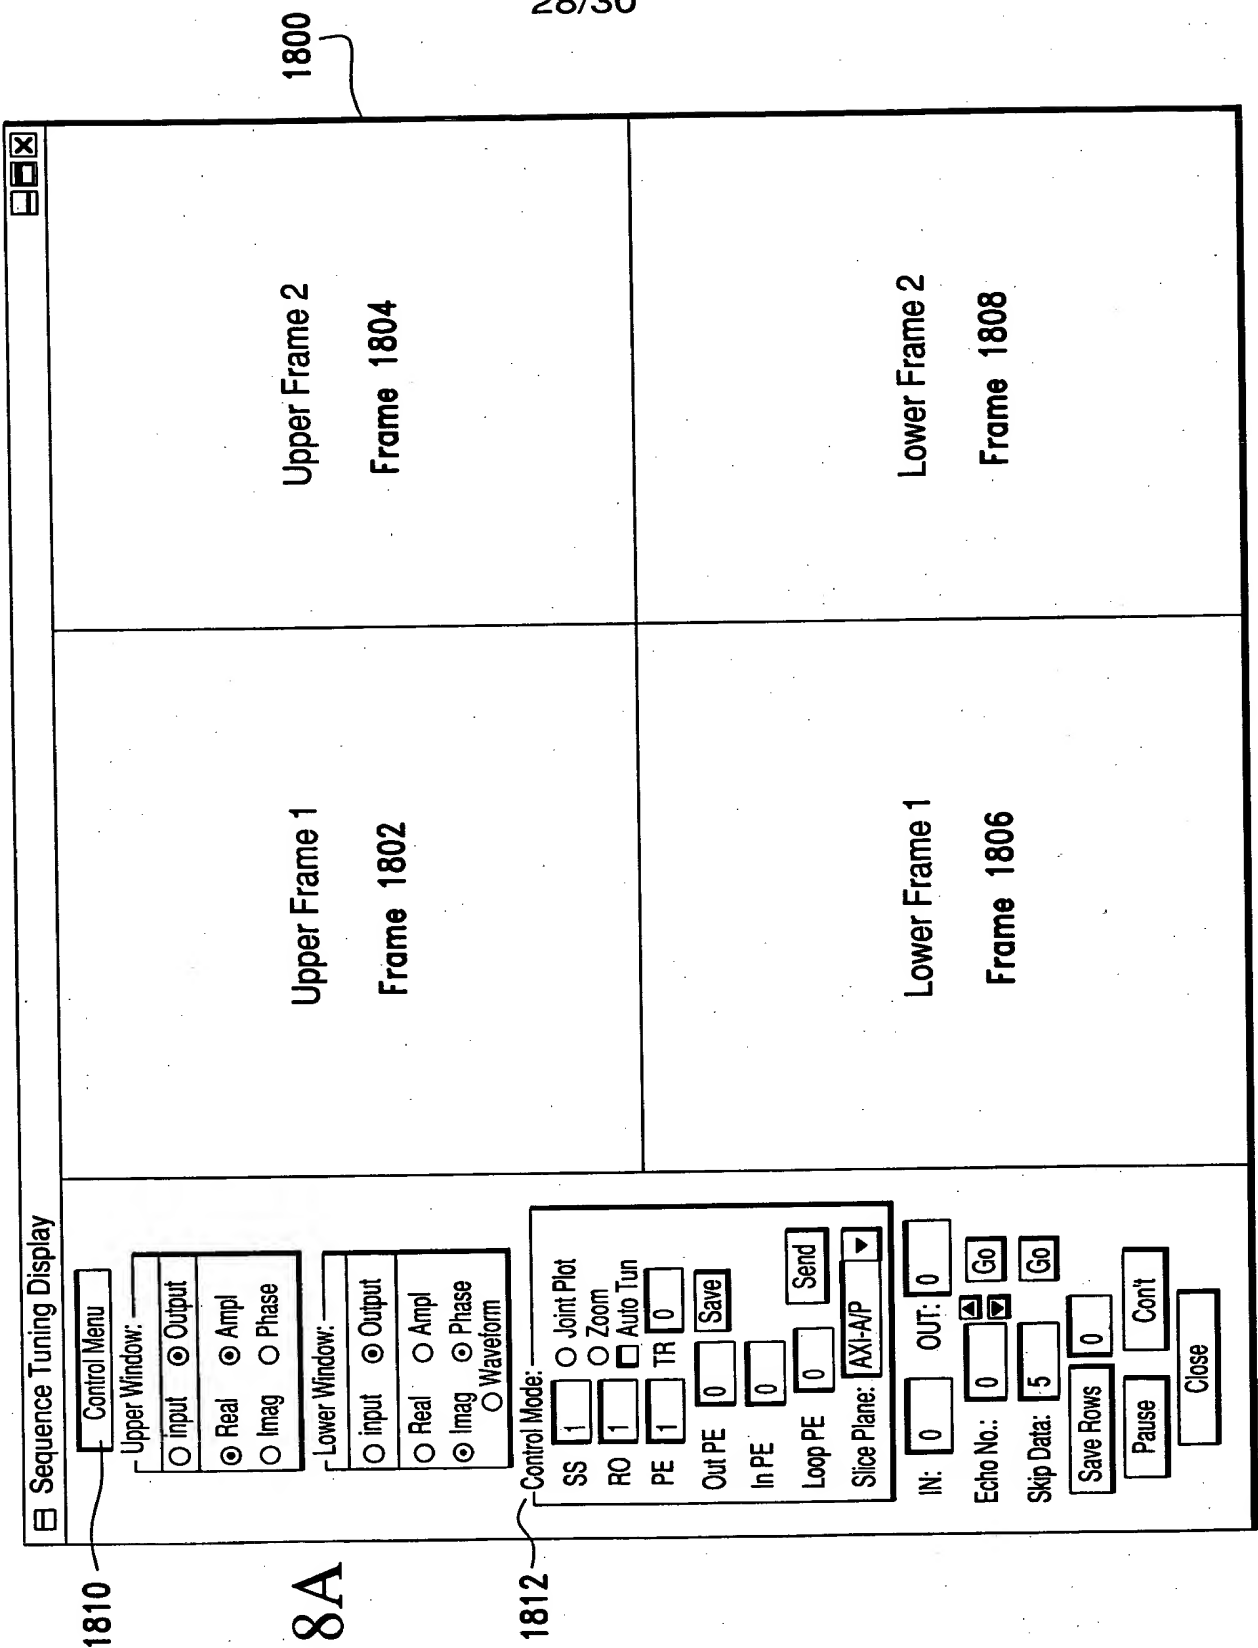 28/30
1800
Sequence Tuning Display
1810
Control Menu
Upper Window:
input Output
Real Ampl
Imag Phase
Lower Window:
input Output
Real Ampl
Imag Phase
Waveform
1812
Control Mode:
SS 1 Joint Plot
RO 1 Zoom
Auto Tun
PE 1 TR 0
Out PE 0 Save
In PE 0
Loop PE 0 Send
Slice Plane: AXI-A/P
IN: 0 OUT: 0
Echo No.: 0 Go
Skip Data: 5 Go
Save Rows 0
Pause Con't
Close
Upper Frame 1
Frame 1802
Upper Frame 2
Frame 1804
Lower Frame 1
Frame 1806
Lower Frame 2
Frame 1808
8A